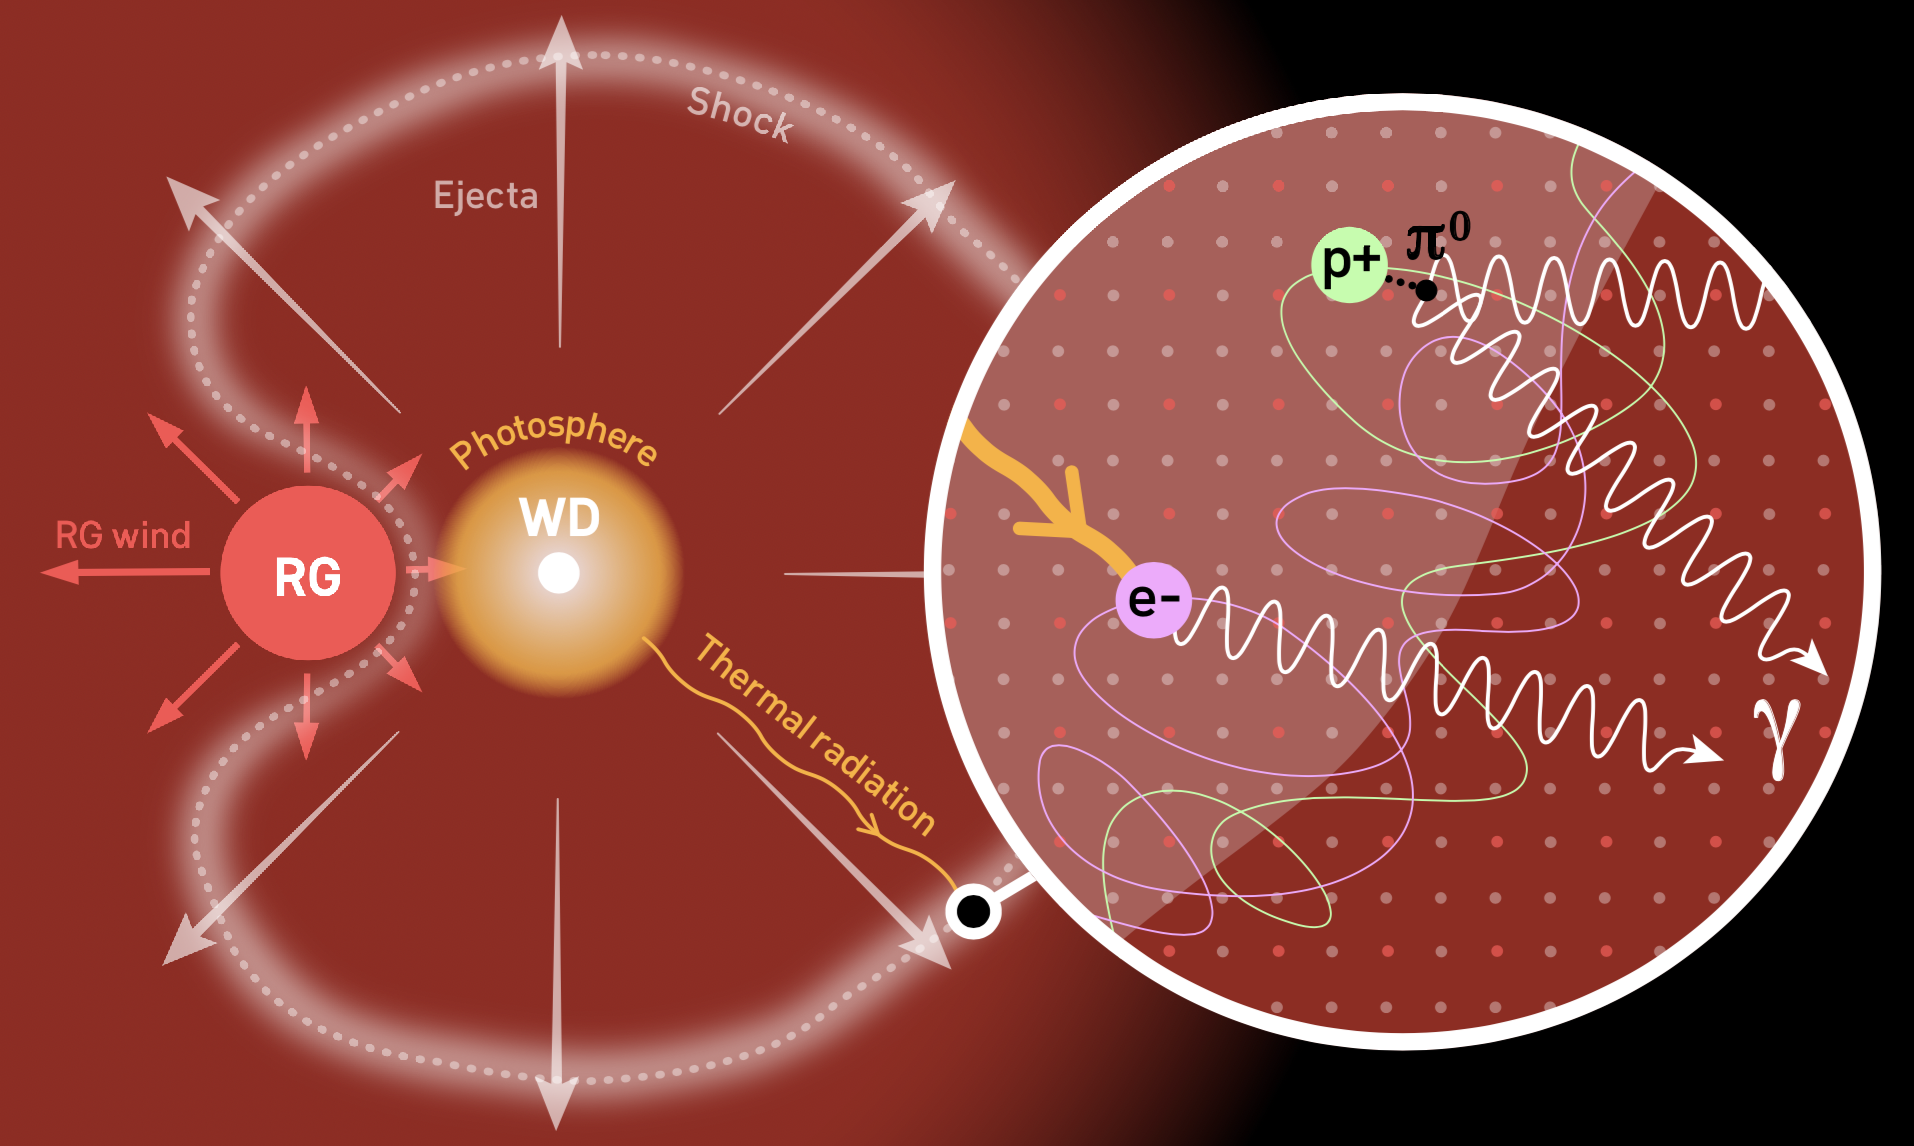 Shock
Ejecta
Photosphere
WD
RG wind
RG
Thermal radiation
p+
π⁰
e-
γ